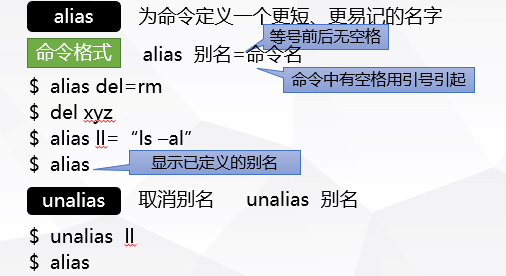 alias 为命令定义一个更短、更易记的名字
等号前后无空格
命令格式 alias 别名=命令名
命令中有空格用引号引起
$ alias del=rm
$ del xyz
$ alias ll=“ls –al”
$ alias 显示已定义的别名
unalias 取消别名 unalias 别名
$ unalias ll
$ alias